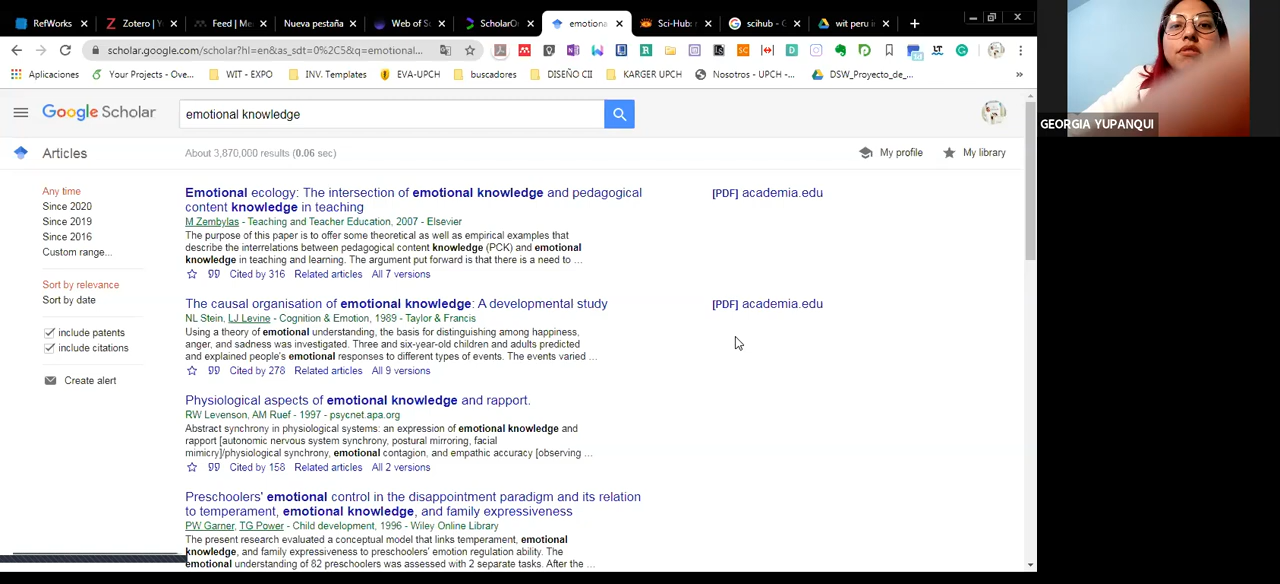 RefWorks
Zotero | Y
Feed | Me
Nueva pestaña
Web of Sc
ScholarOn
emotiona
Sci-Hub: r
scihub - G
wit peru in
scholar.google.com/scholar?hl=en&as_sdt=0%2C5&q=emotional...
Aplicaciones
Your Projects - Ove...
WIT - EXPO
INV. Templates
EVA-UPCH
buscadores
DISEÑO CII
KARGER UPCH
Nosotros - UPCH -...
DSW_Proyecto_de_...
»
GEORGIA YUPANQUI
Google Scholar
emotional knowledge
Articles
About 3,870,000 results (0.06 sec)
My profile
My library
Any time
Since 2020
Since 2019
Since 2016
Custom range...
Sort by relevance
Sort by date
include patents
include citations
Create alert
Emotional ecology: The intersection of emotional knowledge and pedagogical
content knowledge in teaching
[PDF] academia.edu
M Zembylas - Teaching and Teacher Education, 2007 - Elsevier
The purpose of this paper is to offer some theoretical as well as empirical examples that
describe the interrelations between pedagogical content knowledge (PCK) and emotional
knowledge in teaching and learning. The argument put forward is that there is a need to ...
Cited by 316 Related articles All 7 versions
The causal organisation of emotional knowledge: A developmental study
[PDF] academia.edu
NL Stein, LJ Levine - Cognition & Emotion, 1989 - Taylor & Francis
Using a theory of emotional understanding, the basis for distinguishing among happiness,
anger, and sadness was investigated. Three and six-year-old children and adults predicted
and explained people's emotional responses to different types of events. The events varied ...
Cited by 278 Related articles All 9 versions
Physiological aspects of emotional knowledge and rapport.
RW Levenson, AM Ruef - 1997 - psycnet.apa.org
Abstract synchrony in physiological systems: an expression of emotional knowledge and
rapport [autonomic nervous system synchrony, postural mirroring, facial
mimicry]/physiological synchrony, emotional contagion, and empathic accuracy [observing ...
Cited by 158 Related articles All 2 versions
Preschoolers' emotional control in the disappointment paradigm and its relation
to temperament, emotional knowledge, and family expressiveness
PW Garner, TG Power - Child development, 1996 - Wiley Online Library
The present research evaluated a conceptual model that links temperament, emotional
knowledge, and family expressiveness to preschoolers' emotion regulation ability. The
emotional understanding of 82 preschoolers was assessed with 2 separate tasks. After the ...